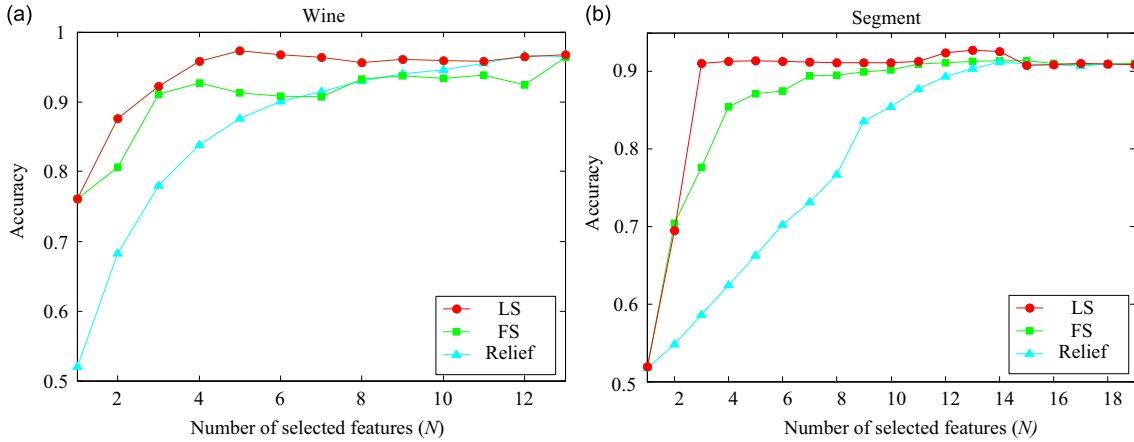 (a)
Wine
1
0.9
0.8
0.7
0.6
0.5
Accuracy
2 4 6 8 10 12
Number of selected features (N)
LS
FS
Relief
(b)
Segment
1
0.9
0.8
0.7
0.6
0.5
Accuracy
2 4 6 8 10 12 14 16 18
Number of selected features (N)
LS
FS
Relief